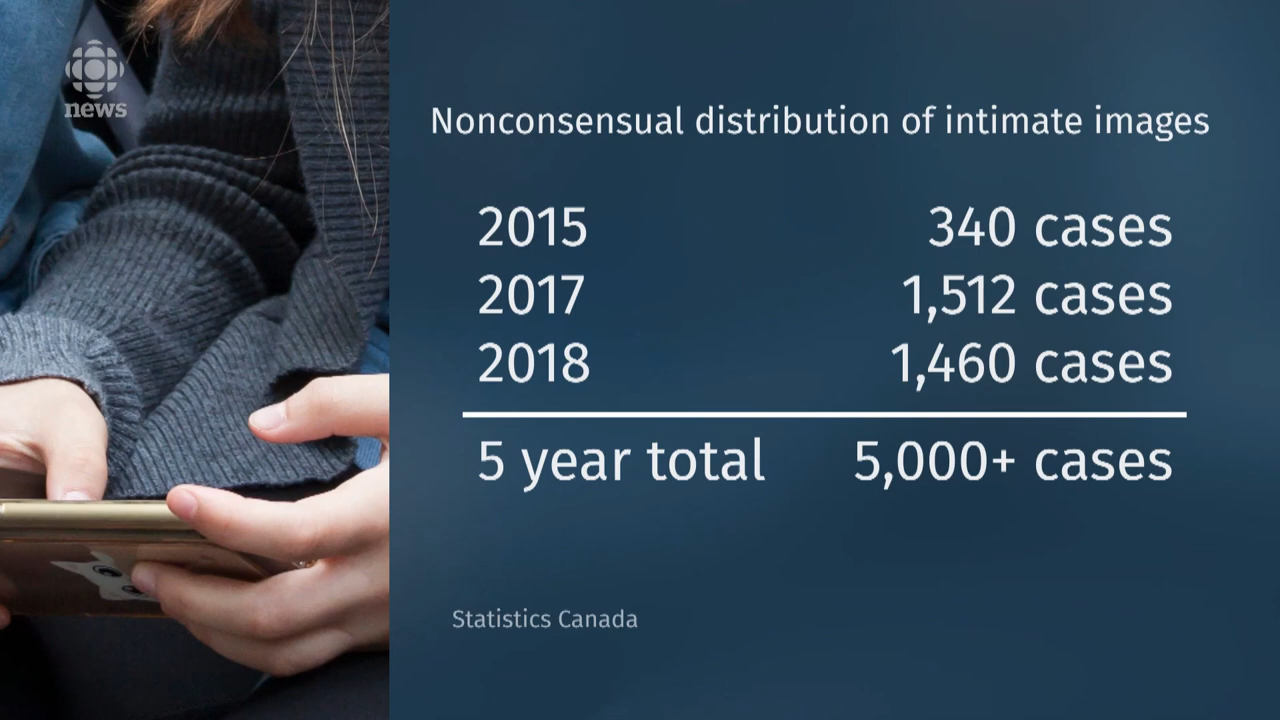 news
Nonconsensual distribution of intimate images
2015 340 cases
2017 1,512 cases
2018 1,460 cases
5 year total 5,000+ cases
Statistics Canada